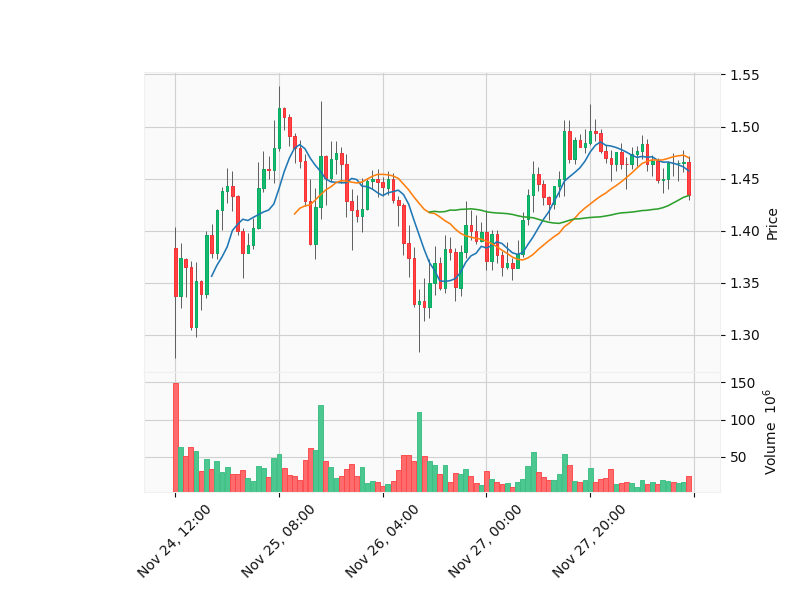 1.55
1.50
1.45
1.40
1.35
1.30
Price
150
100
50
Volume 10^6
Nov 24, 12:00
Nov 25, 08:00
Nov 26, 04:00
Nov 27, 00:00
Nov 27, 20:00